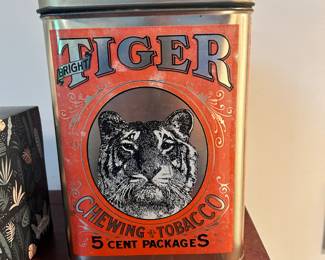 BRIGHT
TIGER
CHEWING TOBACCO
5 CENT PACKAGES